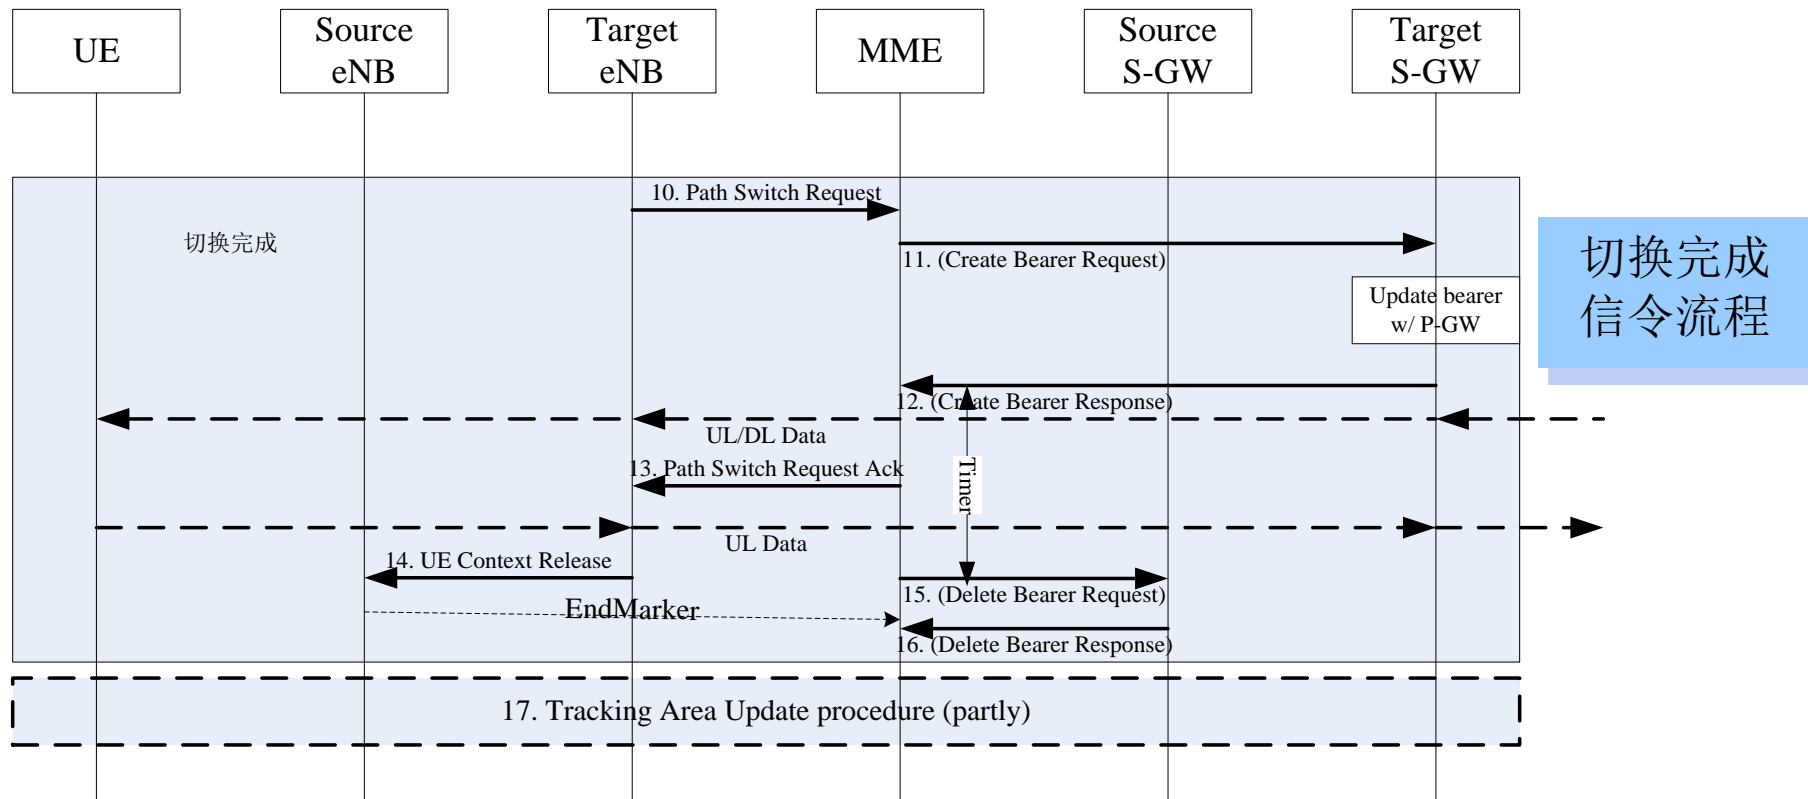 UE
Source
eNB
Target
eNB
MME
Source
S-GW
Target
S-GW
10. Path Switch Request
切换完成
11. (Create Bearer Request)
切换完成
信令流程
Update bearer
w/ P-GW
12. (Create Bearer Response)
UL/DL Data
13. Path Switch Request Ack
Timer
UL Data
14. UE Context Release
15. (Delete Bearer Request)
EndMarker
16. (Delete Bearer Response)
17. Tracking Area Update procedure (partly)